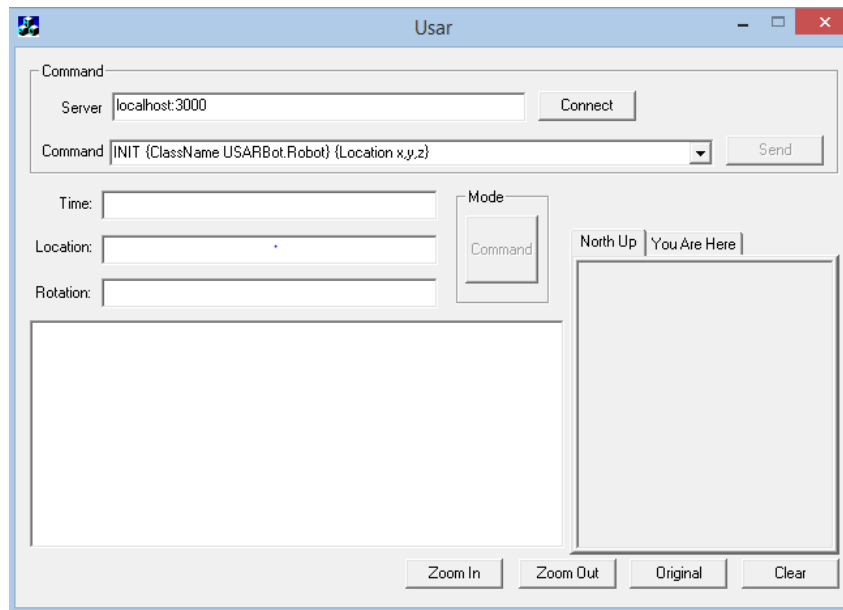 Usar
Command
Server localhost:3000 Connect
Command INIT {ClassName USARBot.Robot} {Location x,y,z} Send
Time:
Mode
Location:
Command
North Up You Are Here
Rotation:
Zoom In Zoom Out Original Clear